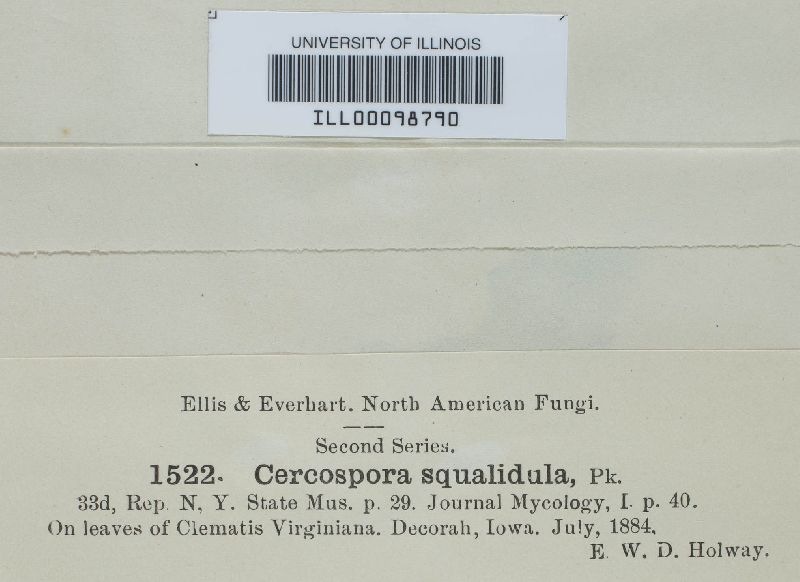 UNIVERSITY OF ILLINOIS
ILL00098790
Ellis & Everhart. North American Fungi.
Second Series.
1522. Cercospora squalidula, Pk.
33d, Rep. N. Y. State Mus. p. 29. Journal Mycology, I. p. 40.
On leaves of Clematis Virginiana. Decorah, Iowa. July, 1884.
E. W. D. Holway.